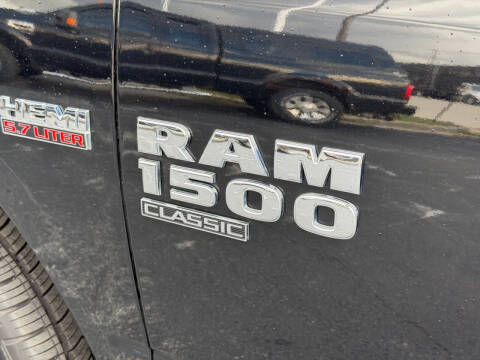 HEMI
5.7 LITER
RAM
1500
CLASSIC